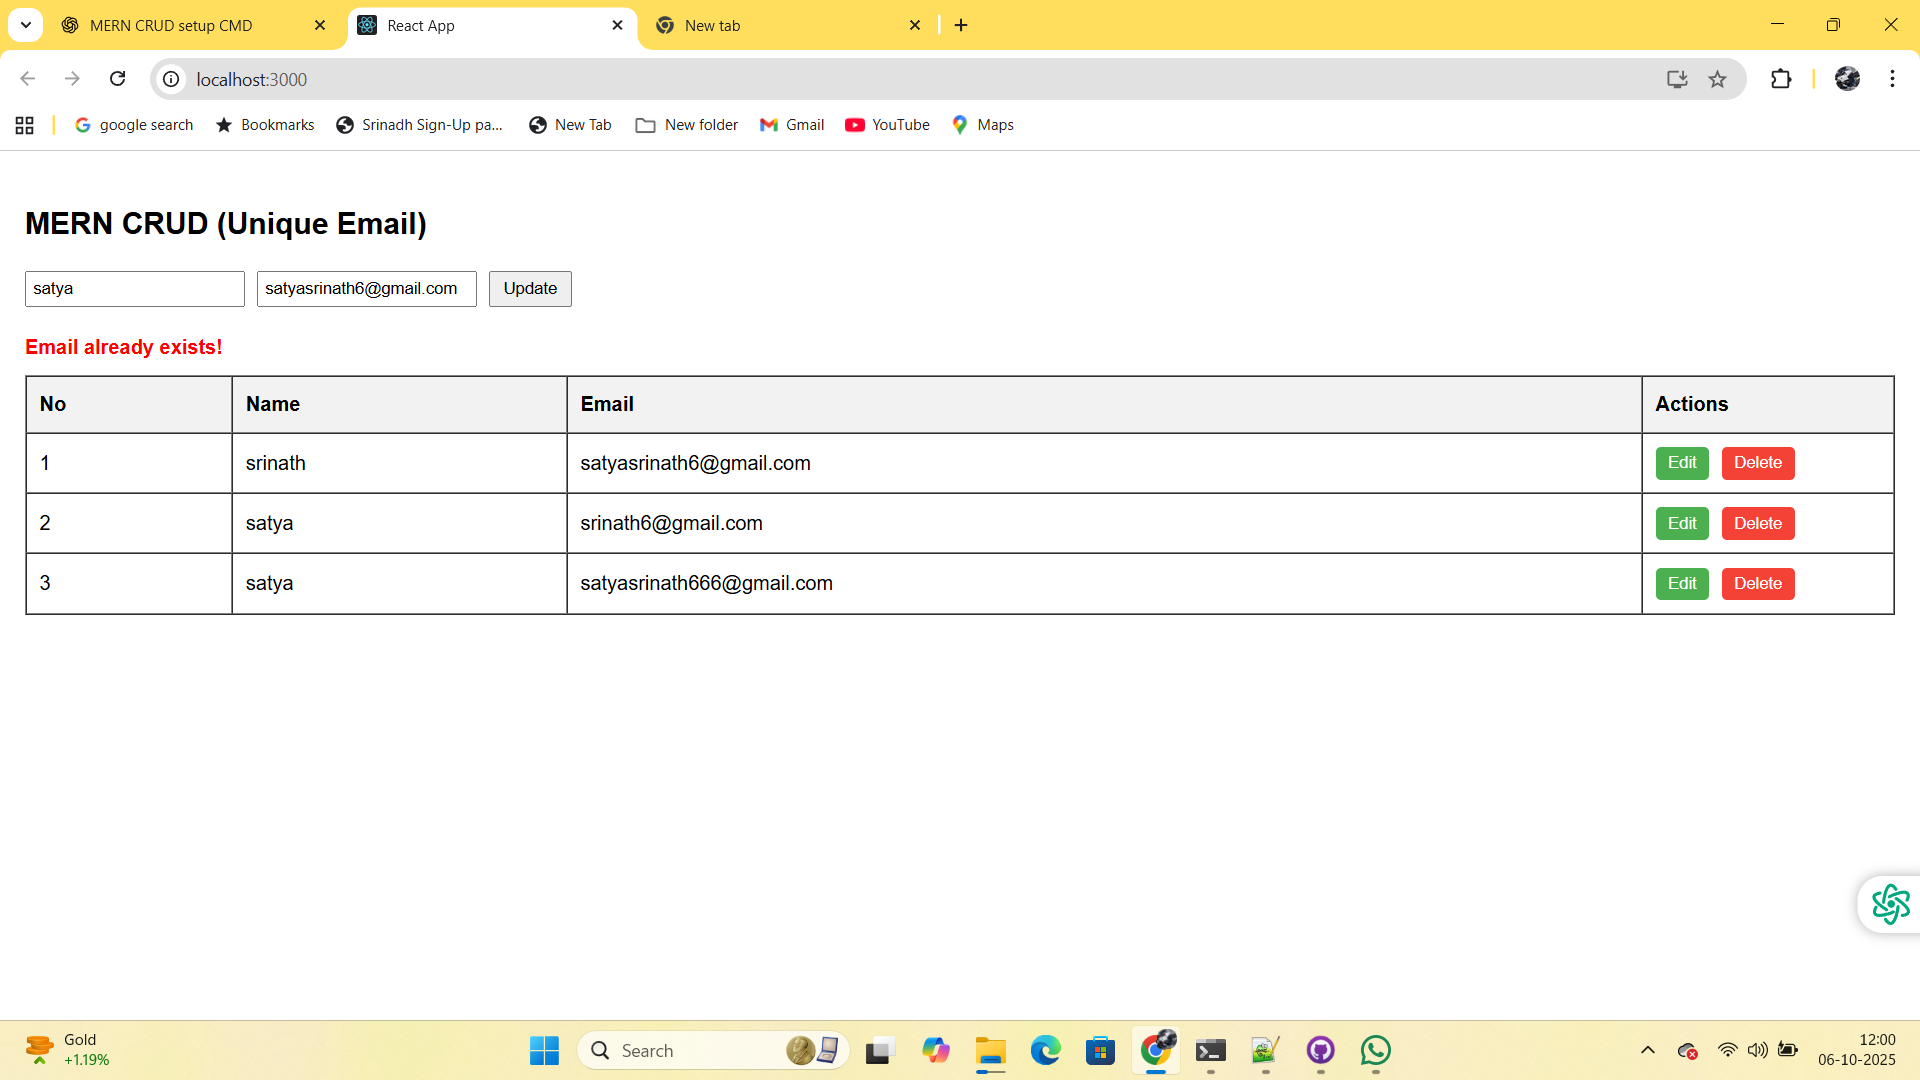 MERN CRUD setup CMD
React App
New tab
localhost:3000
google search
Bookmarks
Srinadh Sign-Up pa...
New Tab
New folder
Gmail
YouTube
Maps
MERN CRUD (Unique Email)
satya satyasrinath6@gmail.com Update
Email already exists!
No Name Email Actions
1 srinath satyasrinath6@gmail.com Edit Delete
2 satya srinath6@gmail.com Edit Delete
3 satya satyasrinath666@gmail.com Edit Delete
Gold
+1.19%
Search
12:00
06-10-2025